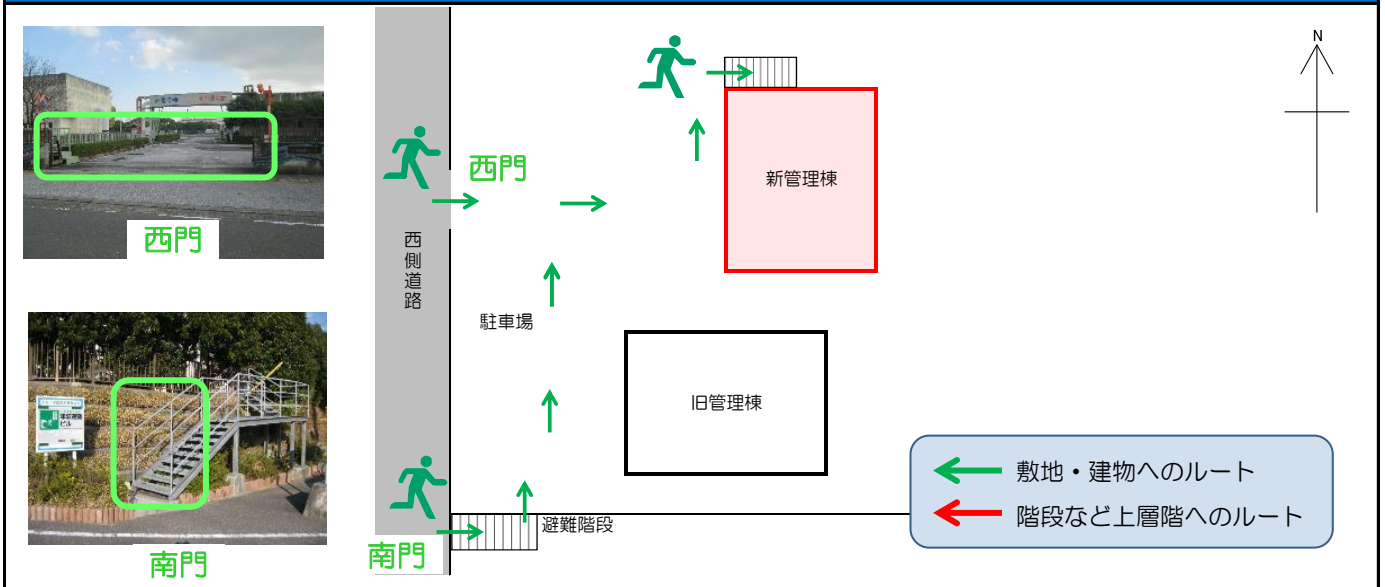 西門
南門
西側道路
西門
駐車場
南門
避難階段
新管理棟
旧管理棟
N
敷地・建物へのルート
階段など上層階へのルート